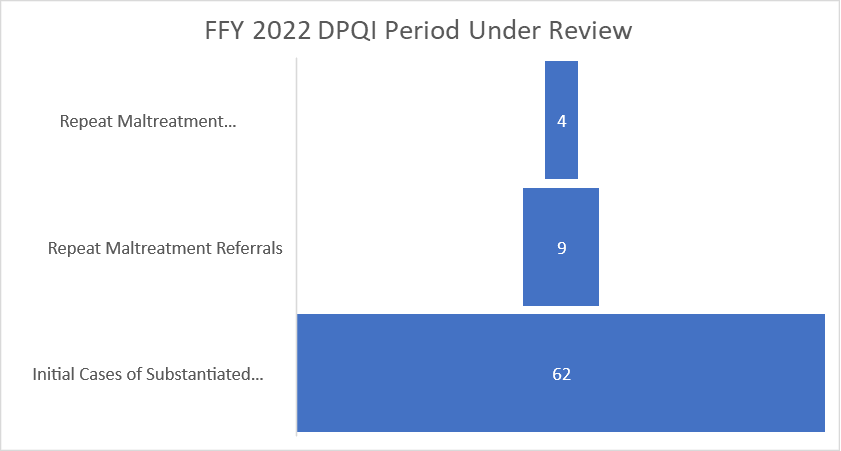 FFY 2022 DPQI Period Under Review
Repeat Maltreatment...
4
Repeat Maltreatment Referrals
9
Initial Cases of Substantiated...
62